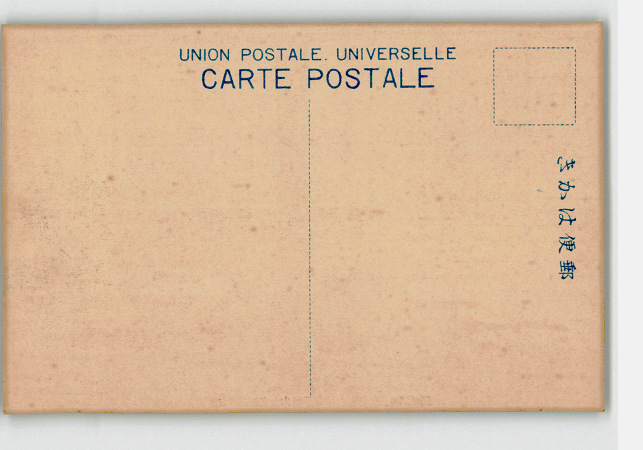 UNION POSTALE. UNIVERSELLE
CARTE POSTALE
郵便はかき